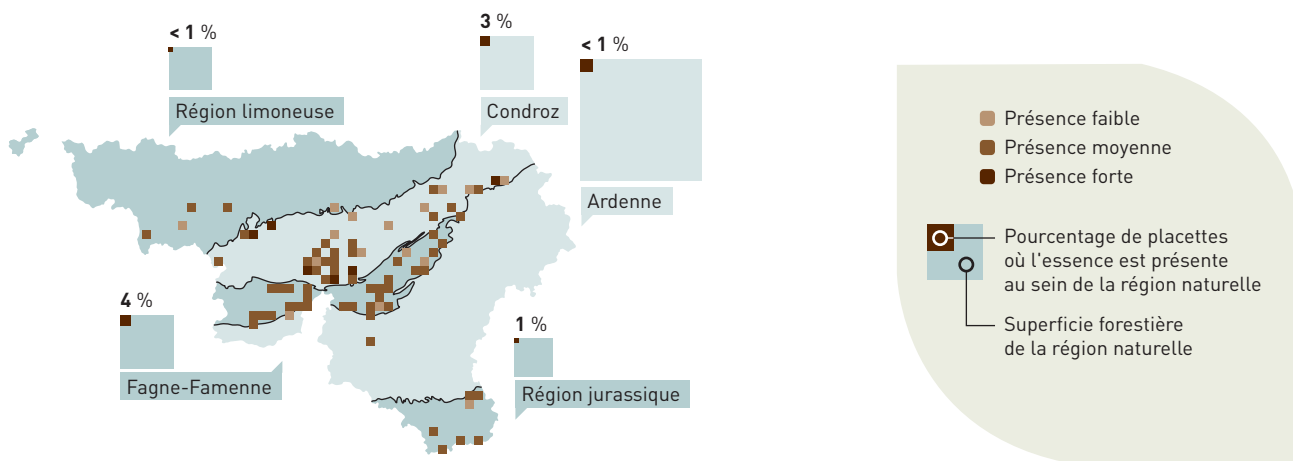 < 1 %
Région limoneuse
3 %
Condroz
< 1 %
Ardenne
4 %
Fagne-Famenne
1 %
Région jurassique
Présence faible
Présence moyenne
Présence forte
Pourcentage de placettes
où l'essence est présente
au sein de la région naturelle
Superficie forestière
de la région naturelle